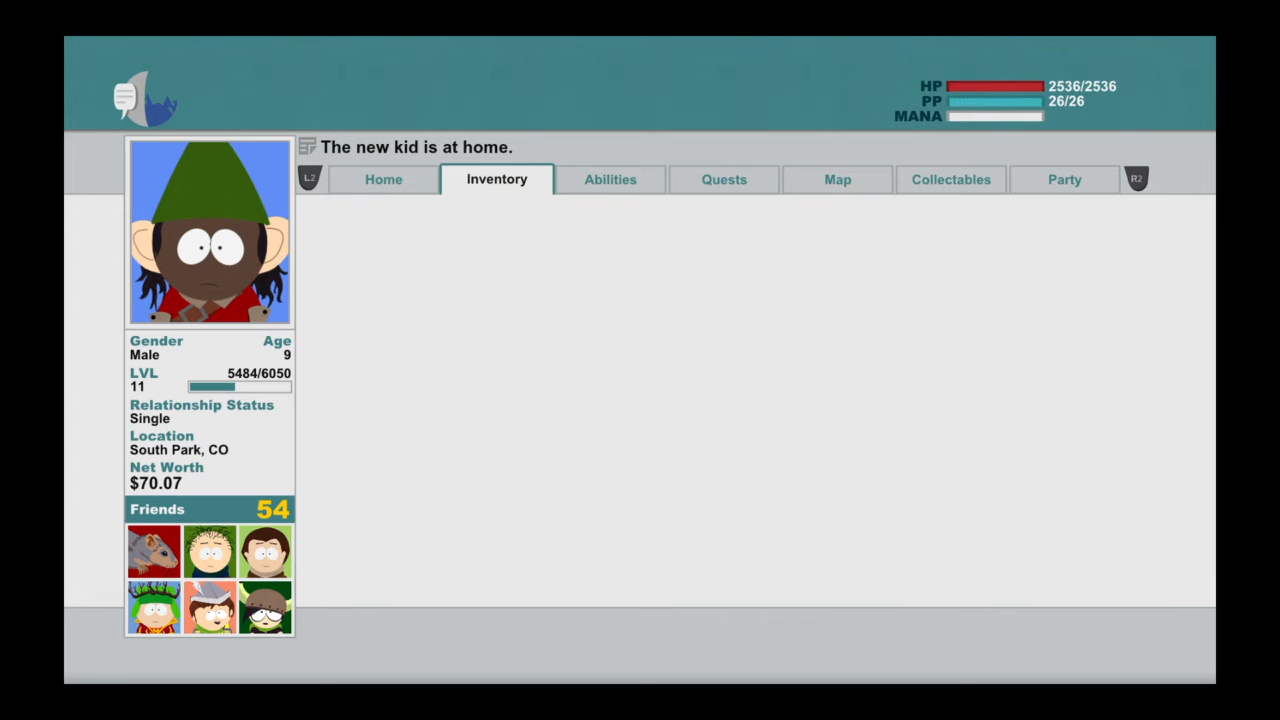 HP 2536/2536
PP 26/26
MANA
The new kid is at home.
L2 Home Inventory Abilities Quests Map Collectables Party R2
Gender Age
Male 9
LVL 5484/6050
11
Relationship Status
Single
Location
South Park, CO
Net Worth
$70.07
Friends 54